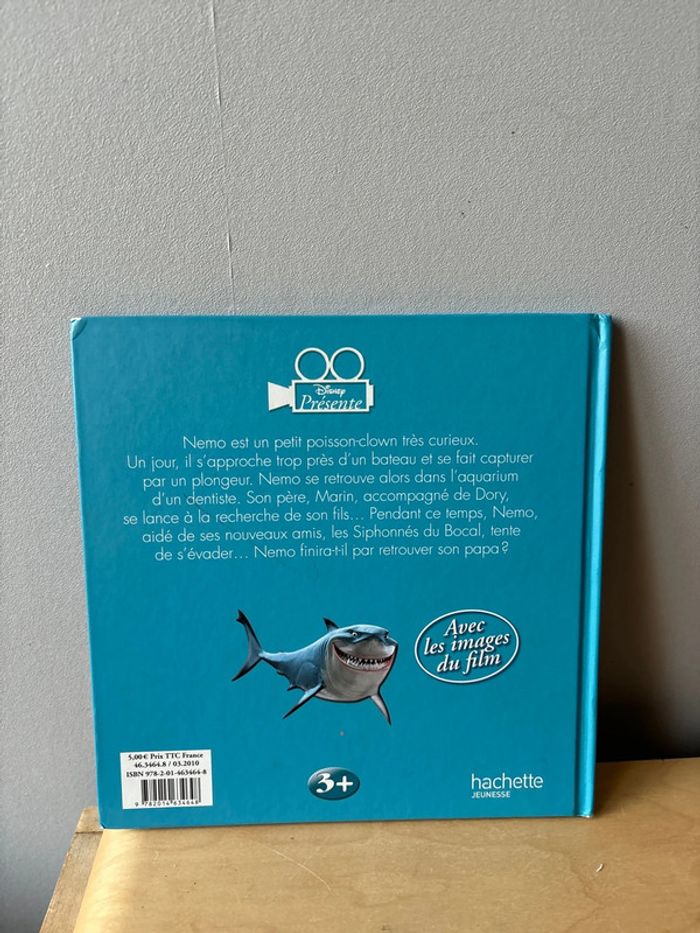 Disney
Présente
Nemo est un petit poisson-clown très curieux.
Un jour, il s'approche trop près d'un bateau et se fait capturer
par un plongeur. Nemo se retrouve alors dans l'aquarium
d'un dentiste. Son père, Marin, accompagné de Dory,
se lance à la recherche de son fils... Pendant ce temps, Nemo,
aidé de ses nouveaux amis, les Siphonnés du Bocal, tente
de s'évader... Nemo finira-t-il par retrouver son papa ?
Avec
les images
du film
5,00 € Prix TTC France
46.3464.8 / 03.2010
ISBN 978-2-01-463464-8
9 782014 634648
3+
hachette
JEUNESSE